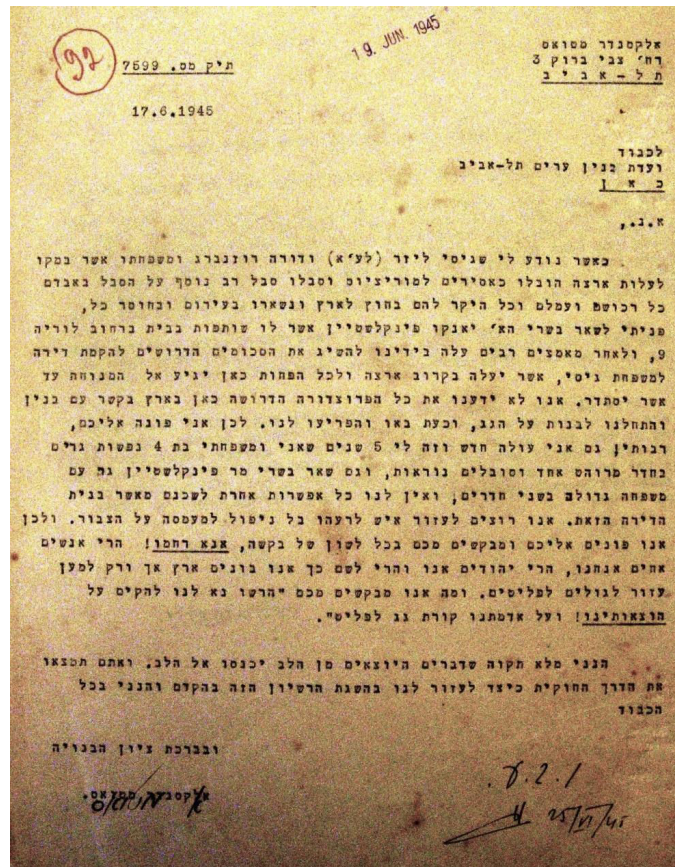 אלקסנדר מסואס
רח' צבי ברוק 3
תל-אביב
19. JUN. 1945
92
תיק מס. 7599
17.6.1945
לכבוד
ועדת בנין ערים תל-אביב
כאן
א.נ.,
כאשר נודע לי שגיסי ליזר (לע"א) ודורה רוזנברג ומשפחתו אשר במקו
לעלות ארצה הובלו כאסירים למוריציוס וסבלו סבל רב נוסף על הסבל באבדם
כל רכושם ועמלם וכל היקר להם בחוץ לארץ ונשארו בעירום ובחוסר כל,
פניתי לשאר בשרי הא' יאנקו פינקלשטיין אשר לו שותפות בבית ברחוב לוריה
9, ולאחר מאמצים רבים עלה בידינו להשיג את הסכומים הדרושים להקמת דירה
למשפחת גיסי, אשר יעלה בקרוב ארצה ולכל הפחות כאן יגיע אל המנוחה עד
אשר יסתדר. אנו לא ידענו את כל הפרוצדורה הדרושה כאן בארץ בקשר עם בנין
והתחלנו לבנות על הגג, וכעת באו והפריעו לנו. לכן אני פונה אליכם,
רבותי! גם אני עולה חדש וזה לי 5 שנים שאני ומשפחתי בת 4 נפשות גרים
בחדר מרוהט אחד וסובלים נוראות, וגם שאר בשרי מר פינקלשטיין גר עם
משפחה גדולה בשני חדרים, ואין לנו כל אפשרות אחרת לשכנם מאשר בנית
הדירה הזאת. אנו רוצים לעזור איש לרעהו בל ניפול למעמסה על הצבור. ולכן
אנו פונים אליכם ומבקשים מכם בכל לשון של בקשה, אנא רחמו! הרי אנשים
אחים אנחנו, הרי יהודים אנו והרי לשם כך אנו בונים ארץ אך ורק למען
עזור לגולים לפליטים. ומה אנו מבקשים מכם "הרשו נא לנו להקים על
הוצאותינו! ועל אדמתנו קורת גג לפליט".
הנני מלא תקוה שדברים היוצאים מן הלב יכנסו אל הלב. ואתם תמצאו
את הדרך החוקית כיצד לעזור לנו בהשגת הרשיון הזה בהקדם והנני בכל
הכבוד
ובברכת ציון הבנויה
אלקסנדר מסואס.
25/VI/45